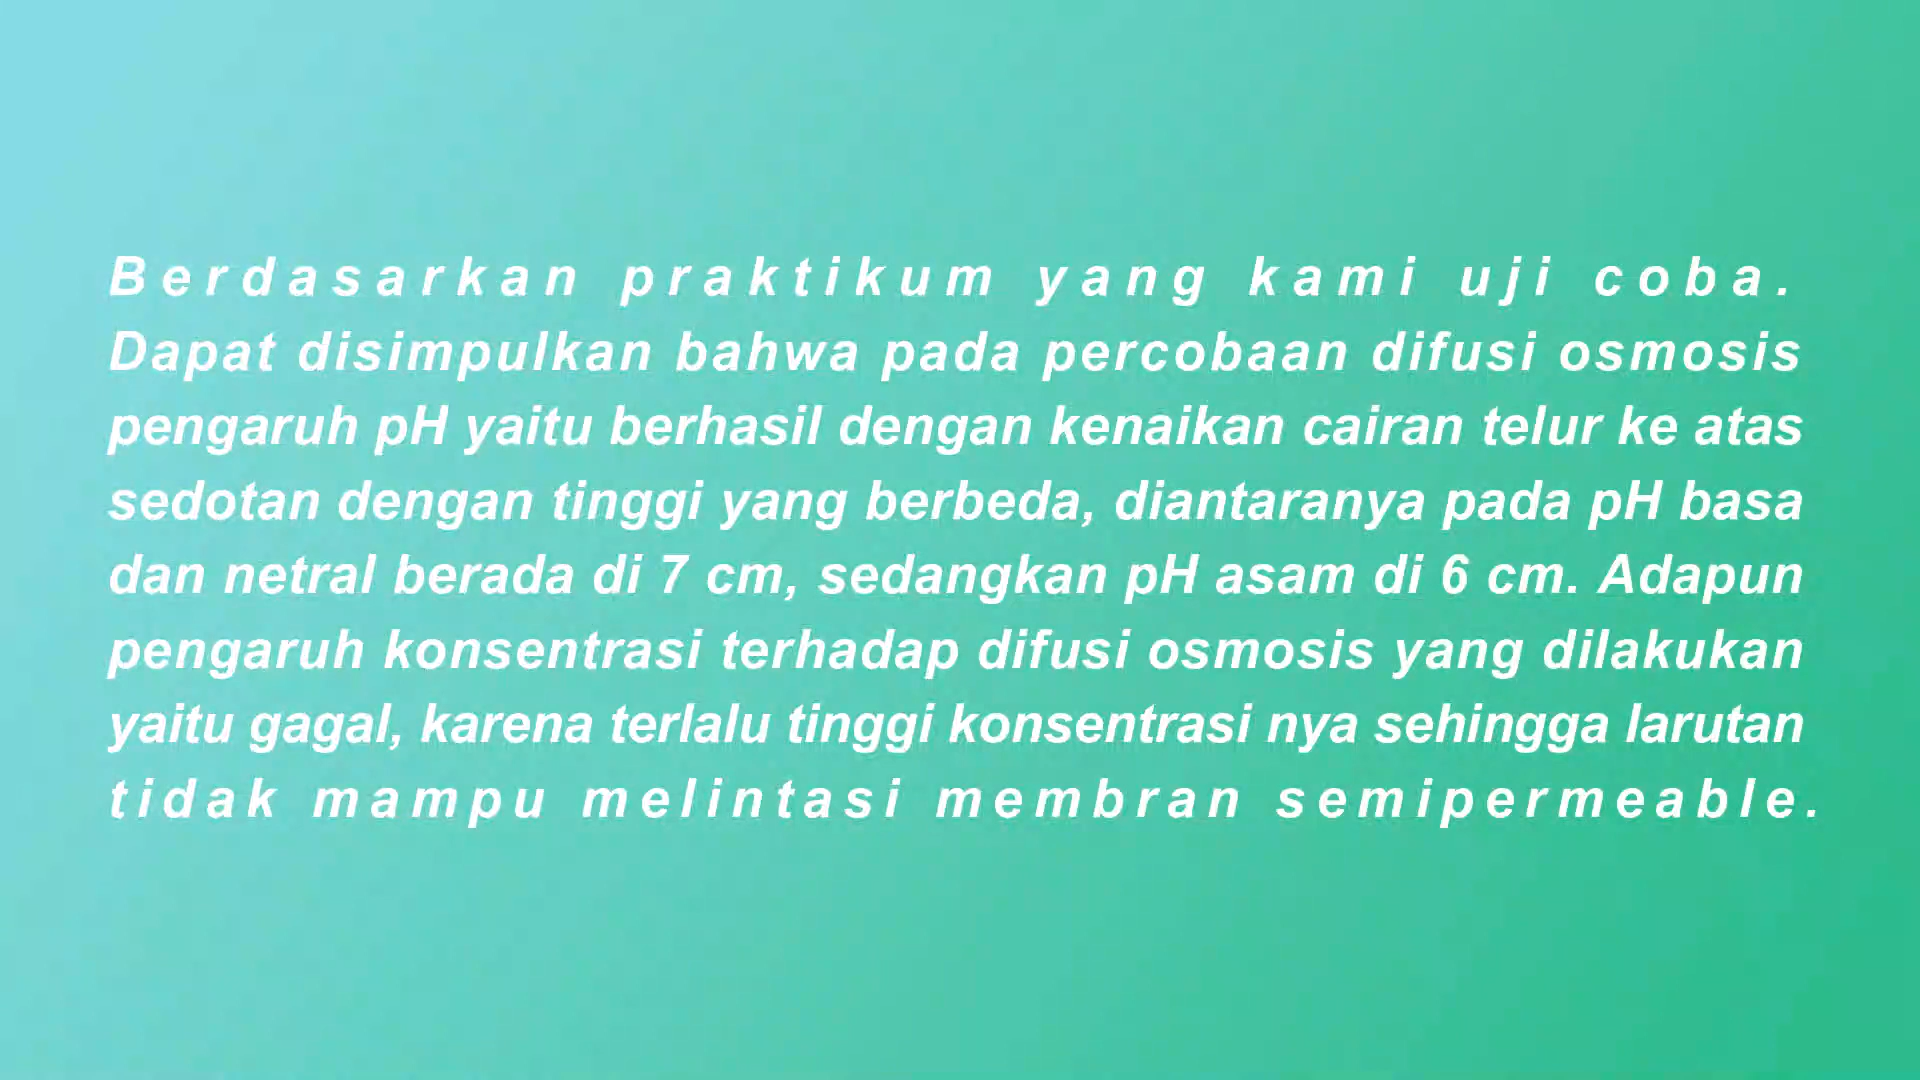 Berdasarkan praktikum yang kami uji coba.
Dapat disimpulkan bahwa pada percobaan difusi osmosis
pengaruh pH yaitu berhasil dengan kenaikan cairan telur ke atas
sedotan dengan tinggi yang berbeda, diantaranya pada pH basa
dan netral berada di 7 cm, sedangkan pH asam di 6 cm. Adapun
pengaruh konsentrasi terhadap difusi osmosis yang dilakukan
yaitu gagal, karena terlalu tinggi konsentrasi nya sehingga larutan
tidak mampu melintasi membran semipermeable.